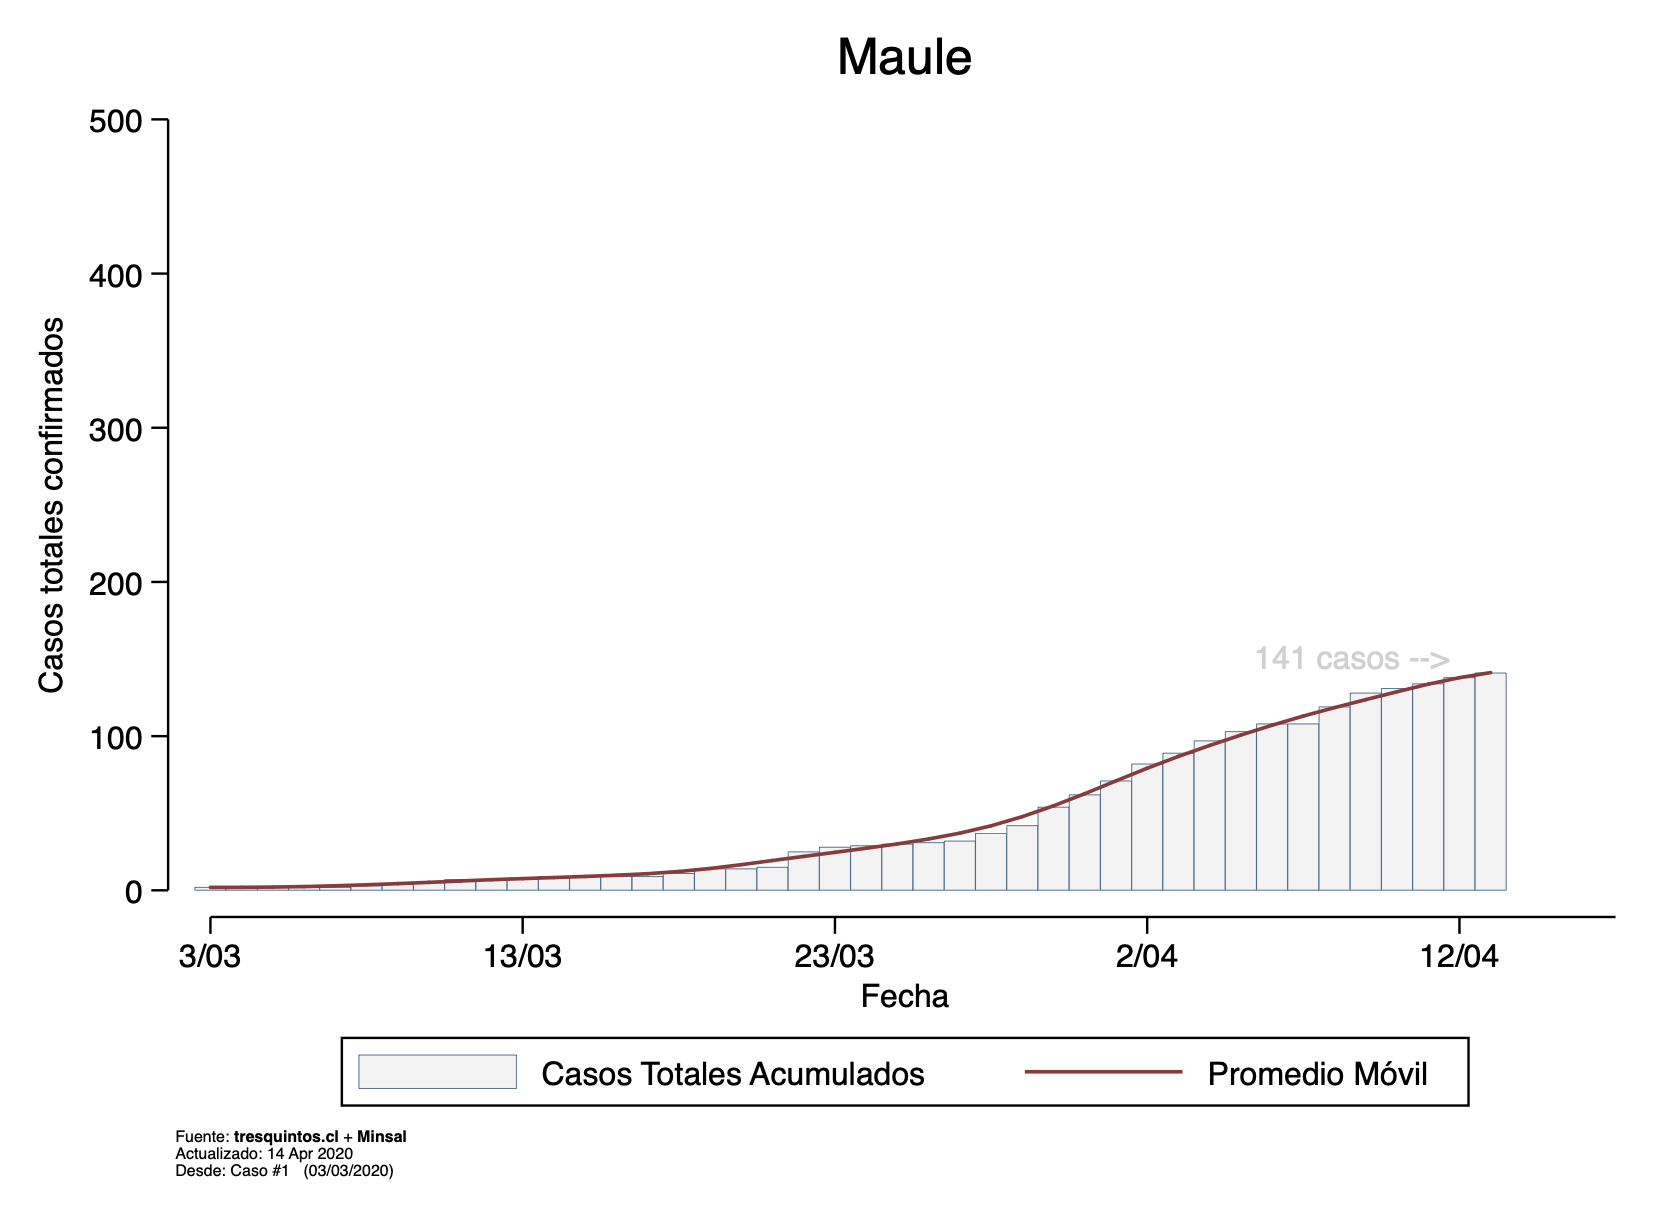 Maule
500
400
300
200
100
0
Casos totales confirmados
141 casos -->
3/03 13/03 23/03 2/04 12/04
Fecha
Casos Totales Acumulados Promedio Móvil
Fuente: tresquintos.cl + Minsal
Actualizado: 14 Apr 2020
Desde: Caso #1 (03/03/2020)